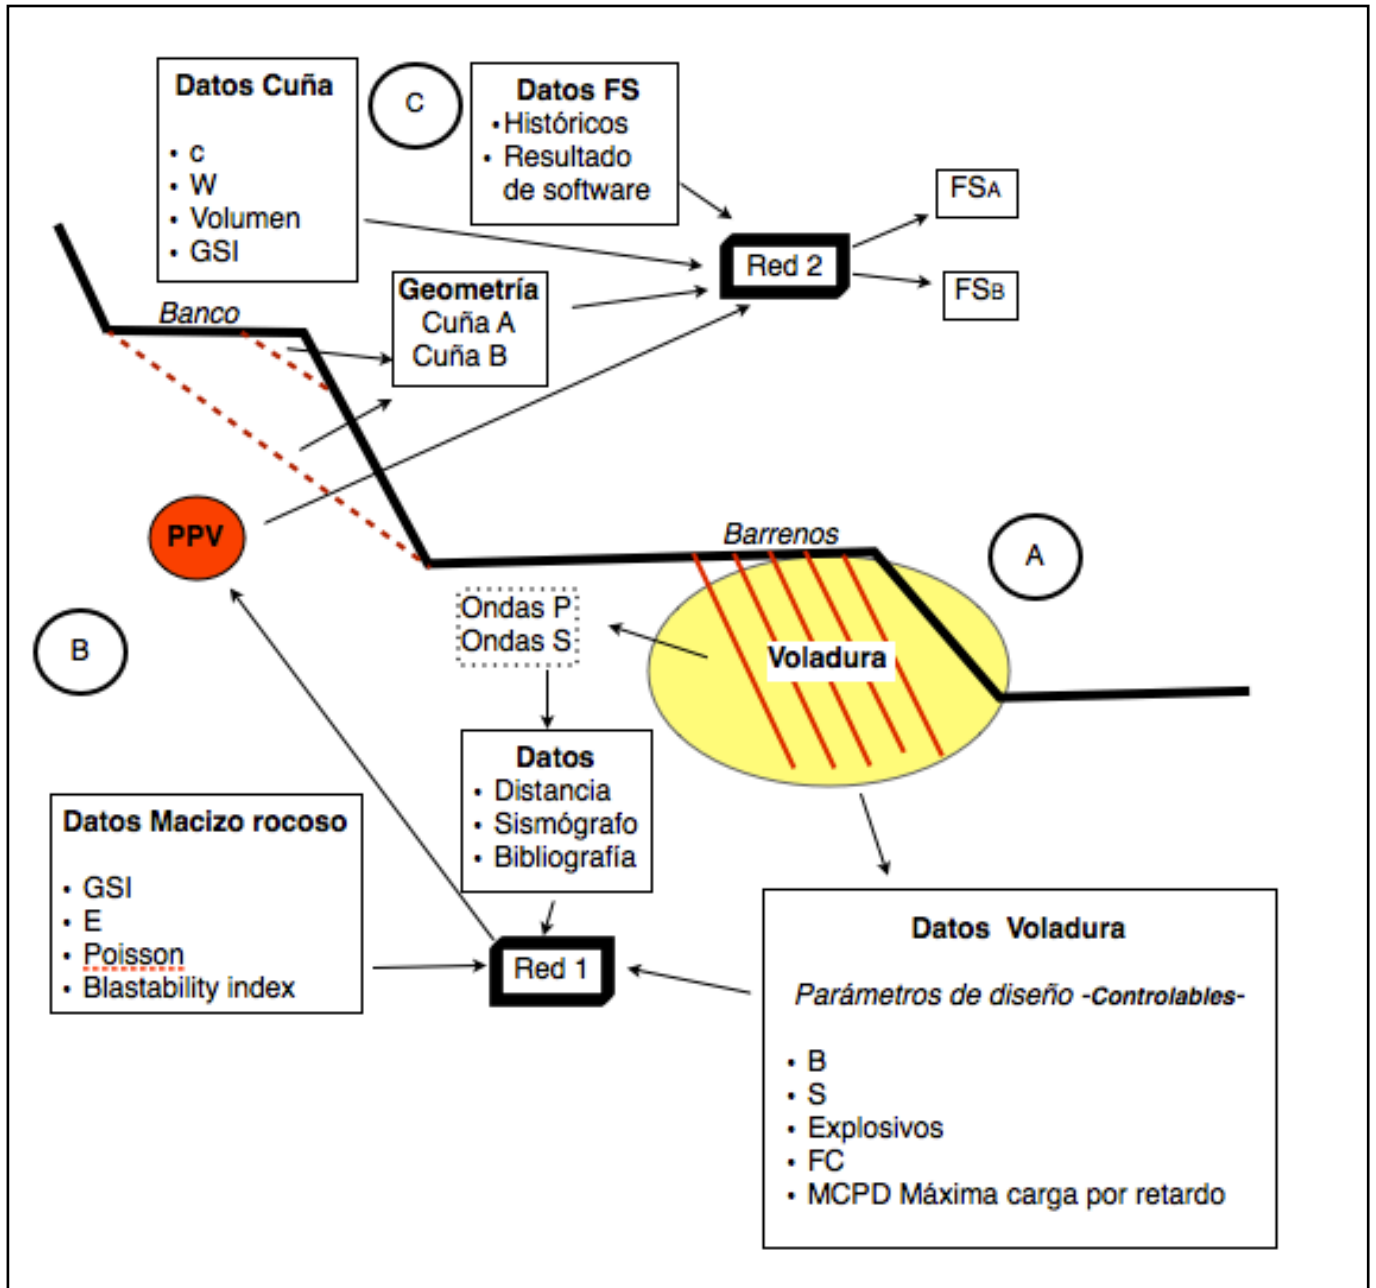 Datos Cuña
• c
• W
• Volumen
• GSI
C
Datos FS
• Históricos
• Resultado
de software
FSA
FSB
Red 2
Geometría
Cuña A
Cuña B
Banco
PPV
Barrenos
A
B
Ondas P
Ondas S
Voladura
Datos
• Distancia
• Sismógrafo
• Bibliografía
Datos Macizo rocoso
• GSI
• E
• Poisson
• Blastability index
Red 1
Datos Voladura
Parámetros de diseño -Controlables-
• B
• S
• Explosivos
• FC
• MCPD Máxima carga por retardo